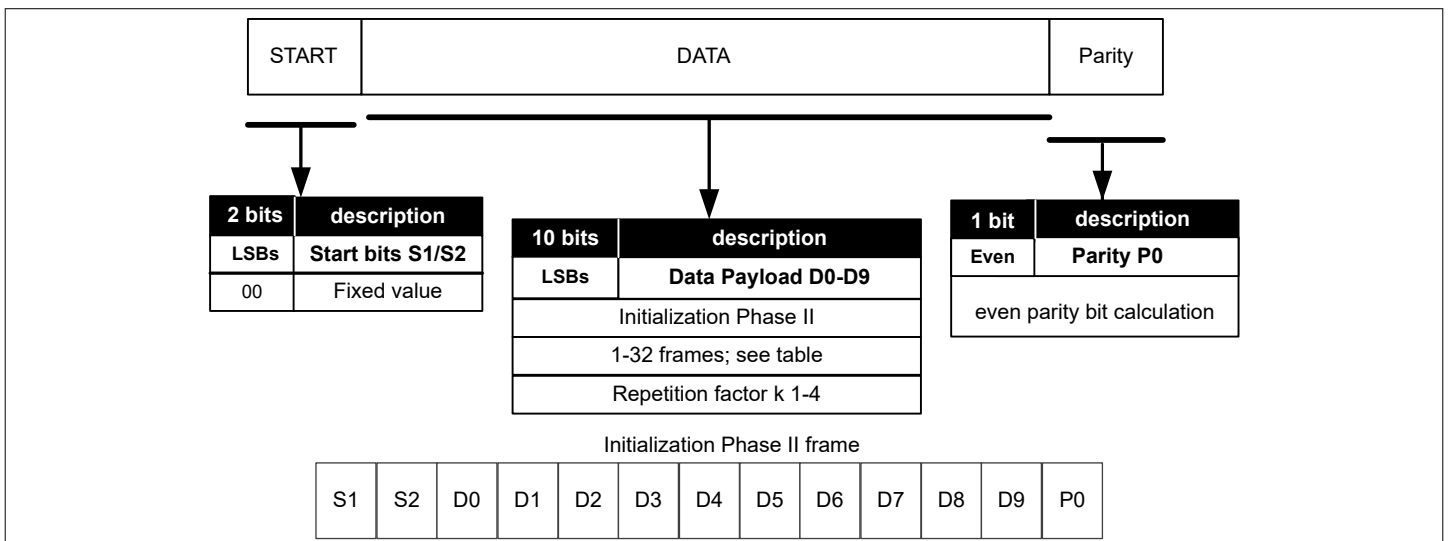 START DATA Parity
2 bits description
LSBs Start bits S1/S2
00 Fixed value
10 bits description
LSBs Data Payload D0-D9
Initialization Phase II
1-32 frames; see table
Repetition factor k 1-4
1 bit description
Even Parity P0
even parity bit calculation
Initialization Phase II frame
S1 S2 D0 D1 D2 D3 D4 D5 D6 D7 D8 D9 P0